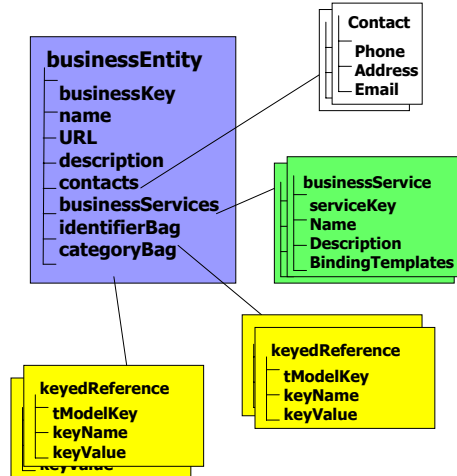 businessEntity
businessKey
name
URL
description
contacts
businessServices
identifierBag
categoryBag
Contact
Phone
Address
Email
businessService
serviceKey
Name
Description
BindingTemplates
keyedReference
tModelKey
keyName
keyValue
keyedReference
tModelKey
keyName
keyValue
keyValue